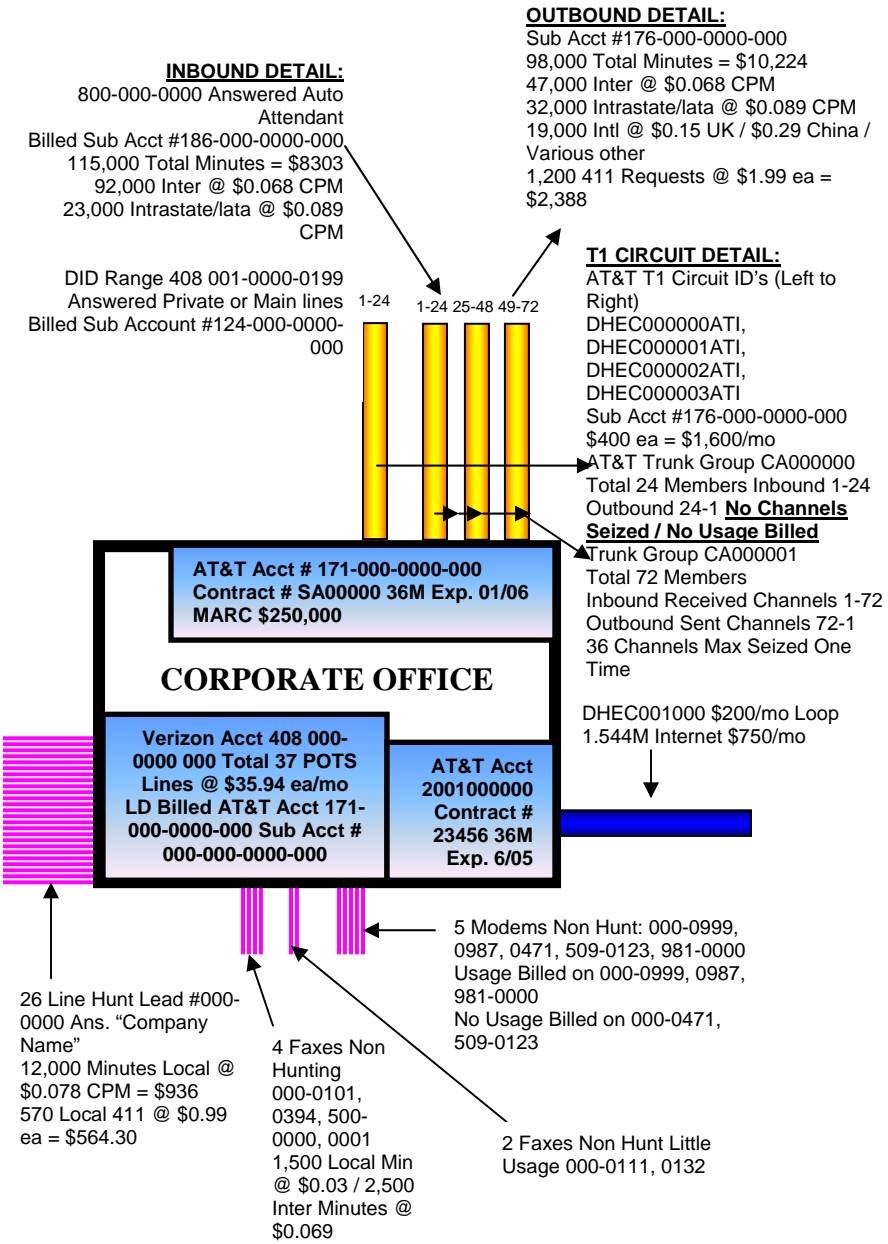 OUTBOUND DETAIL:
Sub Acct #176-000-0000-000
98,000 Total Minutes = $10,224
47,000 Inter @ $0.068 CPM
32,000 Intrastate/lata @ $0.089 CPM
19,000 Intl @ $0.15 UK / $0.29 China /
Various other
1,200 411 Requests @ $1.99 ea =
$2,388
INBOUND DETAIL:
800-000-0000 Answered Auto
Attendant
Billed Sub Acct #186-000-0000-000
115,000 Total Minutes = $8303
92,000 Inter @ $0.068 CPM
23,000 Intrastate/lata @ $0.089
CPM
DID Range 408 001-0000-0199
Answered Private or Main lines
Billed Sub Account #124-000-0000-
000
1-24
1-24 25-48 49-72
T1 CIRCUIT DETAIL:
AT&T T1 Circuit ID's (Left to
Right)
DHEC000000ATI,
DHEC000001ATI,
DHEC000002ATI,
DHEC000003ATI
Sub Acct #176-000-0000-000
$400 ea = $1,600/mo
AT&T Trunk Group CA000000
Total 24 Members Inbound 1-24
Outbound 24-1 No Channels
Seized / No Usage Billed
Trunk Group CA000001
Total 72 Members
Inbound Received Channels 1-72
Outbound Sent Channels 72-1
36 Channels Max Seized One
Time
AT&T Acct # 171-000-0000-000
Contract # SA00000 36M Exp. 01/06
MARC $250,000
CORPORATE OFFICE
Verizon Acct 408 000-
0000 000 Total 37 POTS
Lines @ $35.94 ea/mo
LD Billed AT&T Acct 171-
000-0000-000 Sub Acct #
000-000-0000-000
AT&T Acct
2001000000
Contract #
23456 36M
Exp. 6/05
DHEC001000 $200/mo Loop
1.544M Internet $750/mo
26 Line Hunt Lead #000-
0000 Ans. "Company
Name"
12,000 Minutes Local @
$0.078 CPM = $936
570 Local 411 @ $0.99
ea = $564.30
4 Faxes Non
Hunting
000-0101,
0394, 500-
0000, 0001
1,500 Local Min
@ $0.03 / 2,500
Inter Minutes @
$0.069
5 Modems Non Hunt: 000-0999,
0987, 0471, 509-0123, 981-0000
Usage Billed on 000-0999, 0987,
981-0000
No Usage Billed on 000-0471,
509-0123
2 Faxes Non Hunt Little
Usage 000-0111, 0132